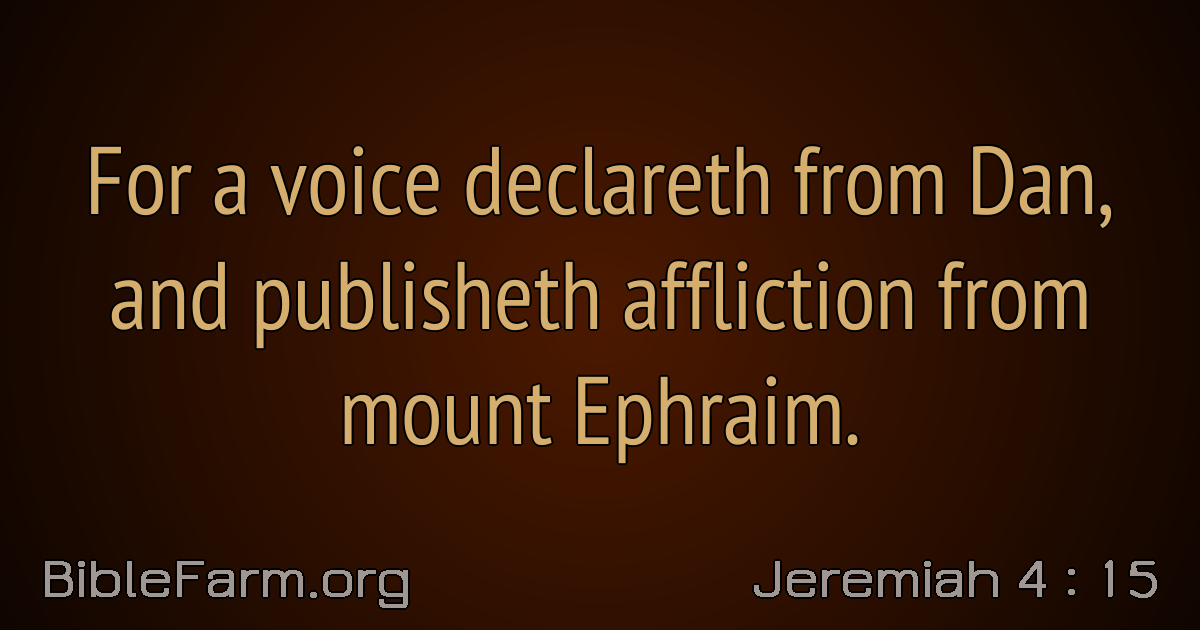 For a voice declareth from Dan,
and publisheth affliction from
mount Ephraim.
BibleFarm.org
Jeremiah 4 : 15